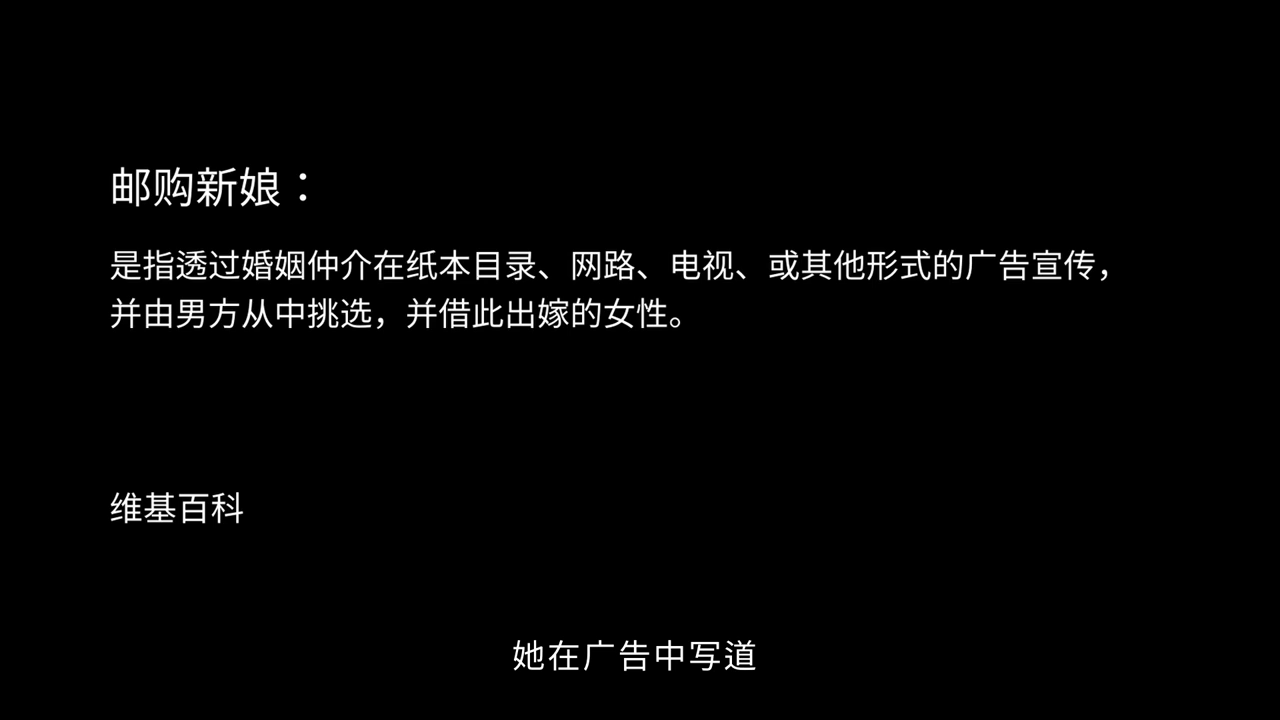 邮购新娘：
是指透过婚姻仲介在纸本目录、网路、电视、或其他形式的广告宣传，
并由男方从中挑选，并借此出嫁的女性。
维基百科
她在广告中写道